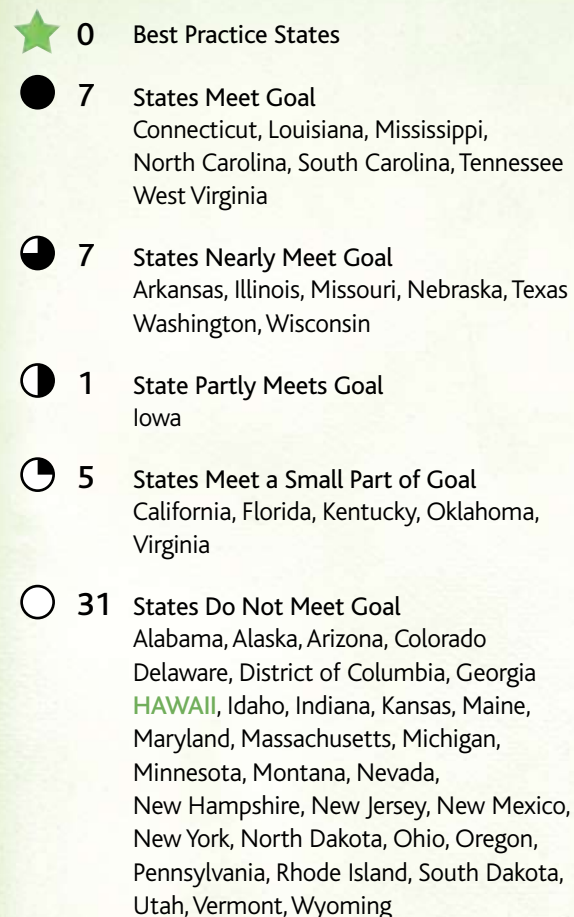 0 Best Practice States
7 States Meet Goal
Connecticut, Louisiana, Mississippi,
North Carolina, South Carolina, Tennessee
West Virginia
7 States Nearly Meet Goal
Arkansas, Illinois, Missouri, Nebraska, Texas
Washington, Wisconsin
1 State Partly Meets Goal
Iowa
5 States Meet a Small Part of Goal
California, Florida, Kentucky, Oklahoma,
Virginia
31 States Do Not Meet Goal
Alabama, Alaska, Arizona, Colorado
Delaware, District of Columbia, Georgia
HAWAII, Idaho, Indiana, Kansas, Maine,
Maryland, Massachusetts, Michigan,
Minnesota, Montana, Nevada,
New Hampshire, New Jersey, New Mexico,
New York, North Dakota, Ohio, Oregon,
Pennsylvania, Rhode Island, South Dakota,
Utah, Vermont, Wyoming